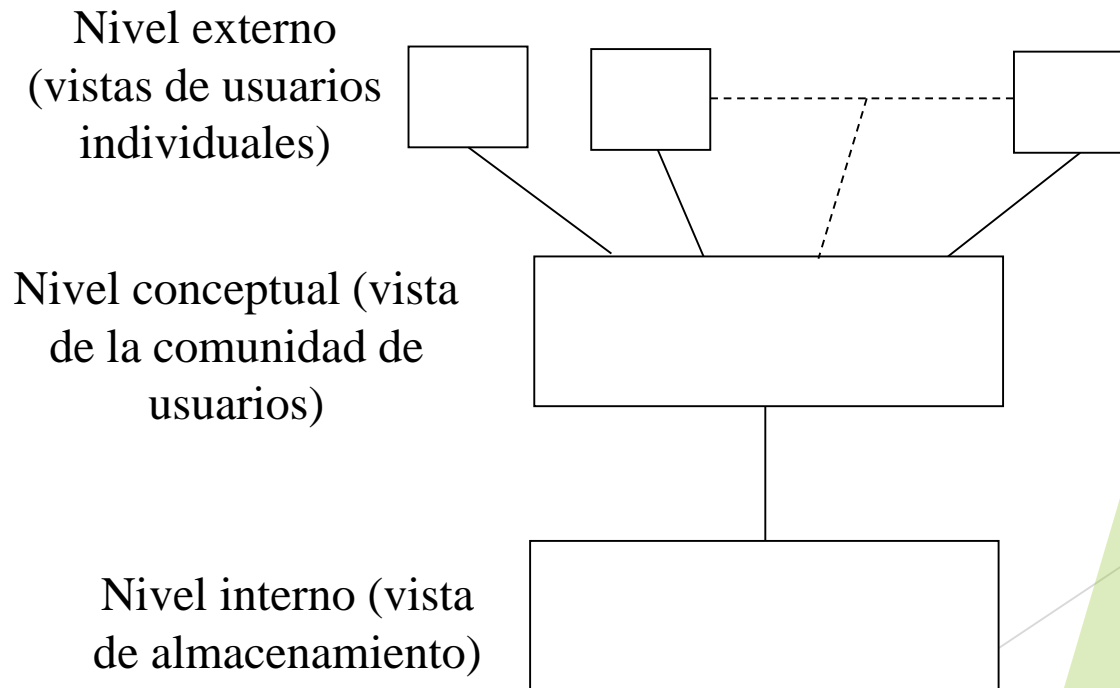 Nivel externo
(vistas de usuarios
individuales)
Nivel conceptual (vista
de la comunidad de
usuarios)
Nivel interno (vista
de almacenamiento)